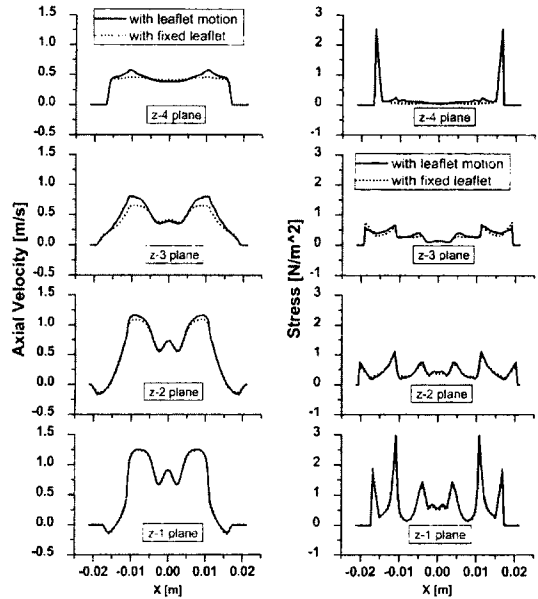 with leaflet motion
with fixed leaflet
1.5
1.0
0.5
0.0
-0.5
z-4 plane
1.5
1.0
0.5
0.0
-0.5
z-3 plane
1.5
1.0
0.5
0.0
-0.5
z-2 plane
1.5
1.0
0.5
0.0
-0.5
z-1 plane
-0.02 -0.01 0.00 0.01 0.02
X [m]
Axial Velocity [m/s]
3
2
1
0
-1
z-4 plane
with leaflet motion
with fixed leaflet
3
2
1
0
-1
z-3 plane
3
2
1
0
-1
z-2 plane
3
2
1
0
-1
z-1 plane
-0.02 -0.01 0.00 0.01 0.02
X [m]
Stress [N/m^2]